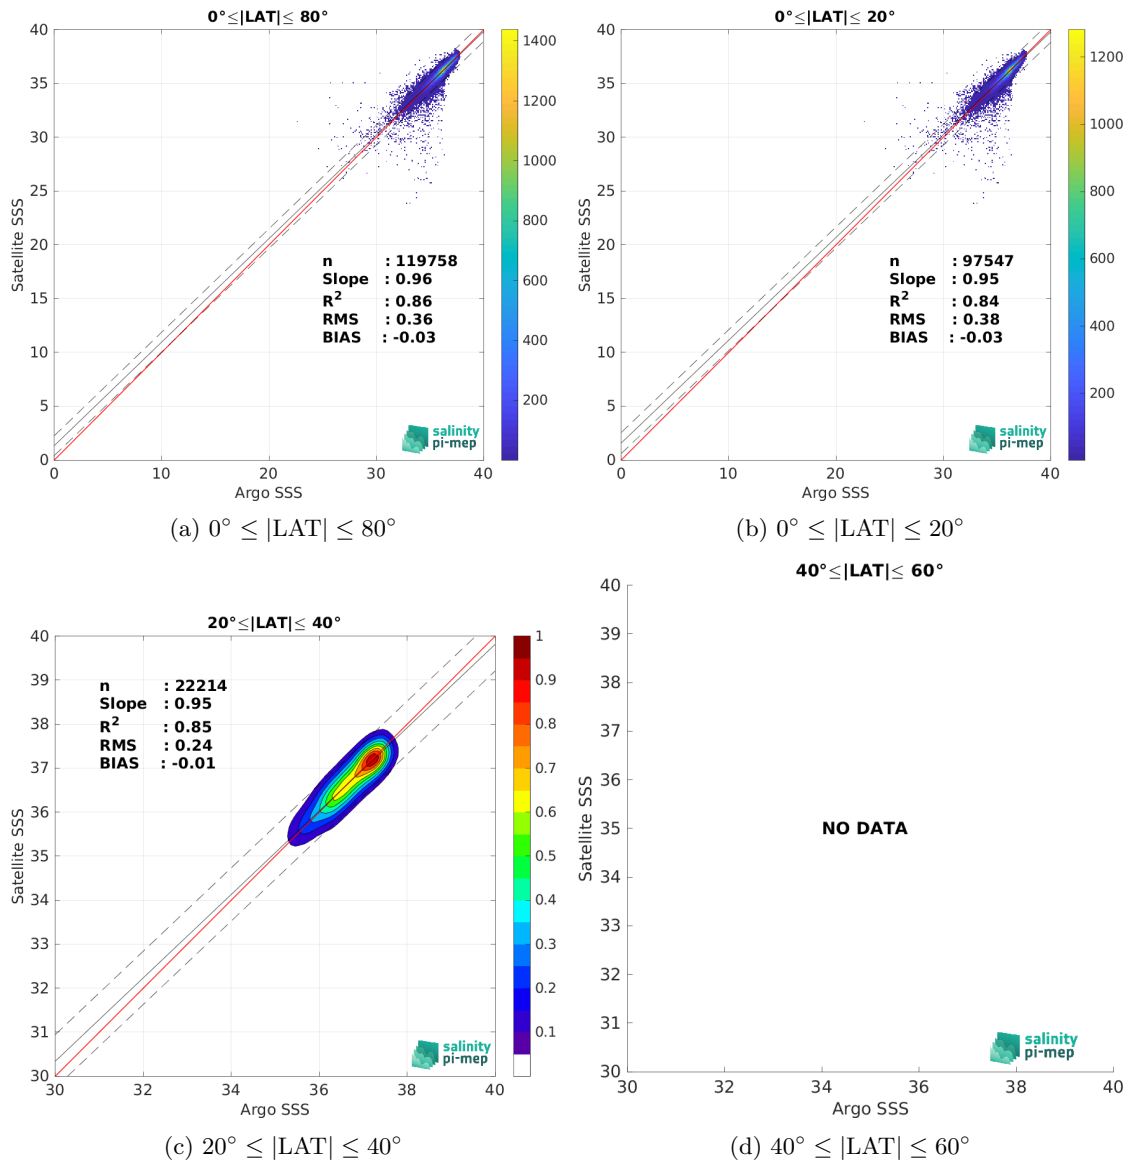 0°≤|LAT|≤ 80°
40
35
30
25
20
15
10
5
0
Satellite SSS
n : 119758
Slope : 0.96
R² : 0.86
RMS : 0.36
BIAS : -0.03
salinity
pi-mep
0 10 20 30 40
Argo SSS
1400
1200
1000
800
600
400
200
(a) 0° ≤ |LAT| ≤ 80°
0°≤|LAT|≤ 20°
40
35
30
25
20
15
10
5
0
Satellite SSS
n : 97547
Slope : 0.95
R² : 0.84
RMS : 0.38
BIAS : -0.03
salinity
pi-mep
0 10 20 30 40
Argo SSS
1200
1000
800
600
400
200
(b) 0° ≤ |LAT| ≤ 20°
20°≤|LAT|≤ 40°
40
39
38
37
36
35
34
33
32
31
30
Satellite SSS
n : 22214
Slope : 0.95
R² : 0.85
RMS : 0.24
BIAS : -0.01
salinity
pi-mep
30 32 34 36 38 40
Argo SSS
1
0.9
0.8
0.7
0.6
0.5
0.4
0.3
0.2
0.1
(c) 20° ≤ |LAT| ≤ 40°
40°≤|LAT|≤ 60°
40
39
38
37
36
35
34
33
32
31
30
Satellite SSS
NO DATA
salinity
pi-mep
30 32 34 36 38 40
Argo SSS
(d) 40° ≤ |LAT| ≤ 60°